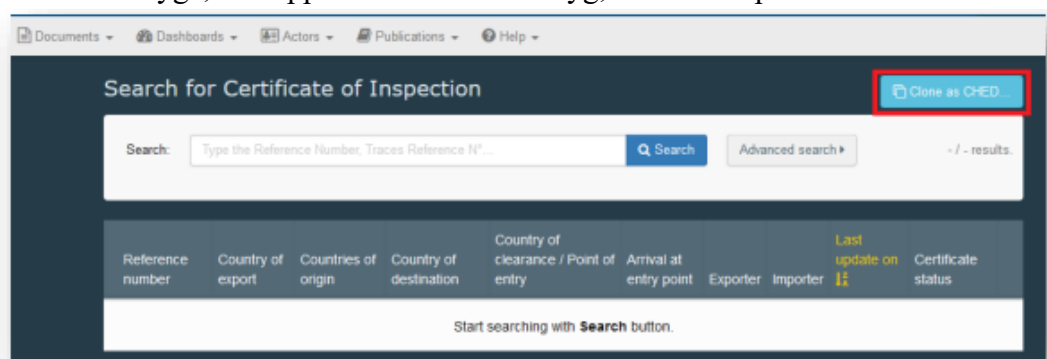 Documents Dashboards Actors Publications Help
Search for Certificate of Inspection
Clone as CHED...
Search: Type the Reference Number, Traces Reference N°... Search Advanced search - / - results.
Reference number Country of export Countries of origin Country of destination Country of clearance / Point of entry Arrival at entry point Exporter Importer Last update on Certificate status
Start searching with Search button.